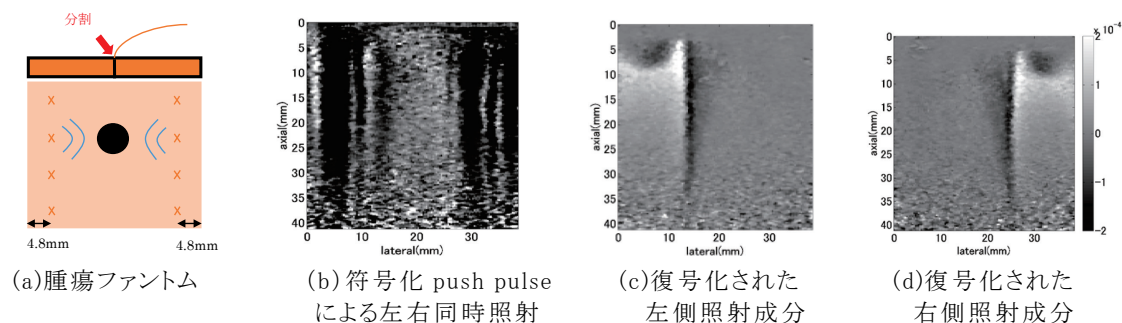 分割
x
x
x
x
x
x
x
x
4.8mm
4.8mm
(a)腫瘍ファントム
0
5
10
15
20
25
30
35
40
axial(mm)
0 10 20 30
lateral(mm)
(b)符号化 push pulse
による左右同時照射
0
5
10
15
20
25
30
35
40
axial(mm)
0 10 20 30
lateral(mm)
(c)復号化された
左側照射成分
0
5
10
15
20
25
30
35
40
axial(mm)
0 10 20 30
lateral(mm)
x 10⁻⁴
2
1
0
-1
-2
(d)復号化された
右側照射成分